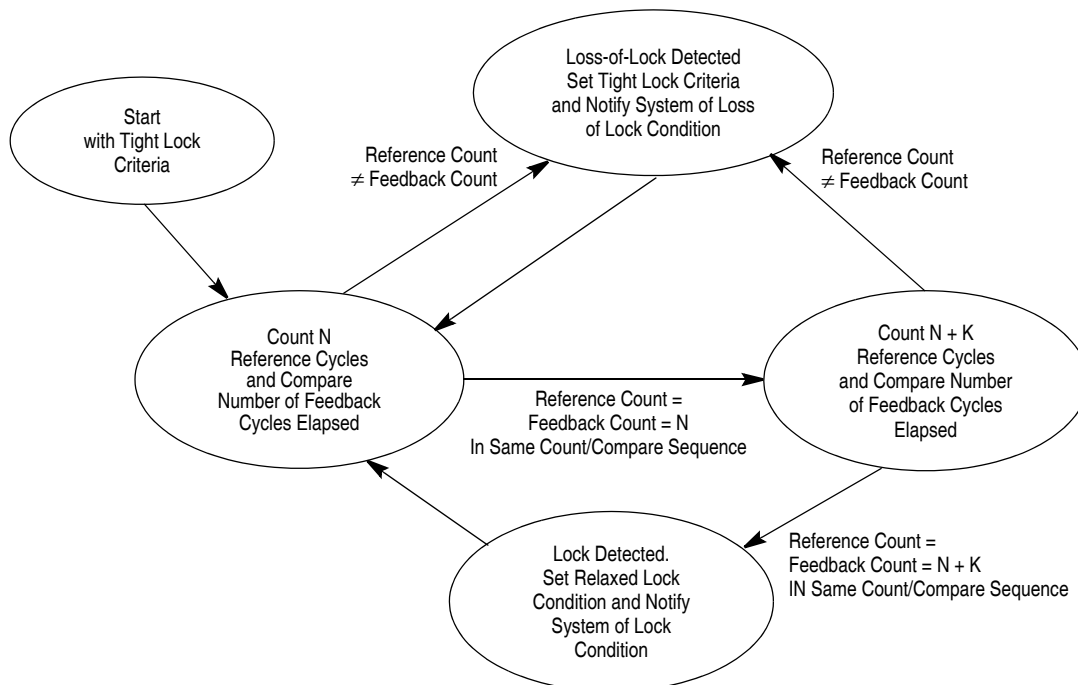 Loss-of-Lock Detected
Set Tight Lock Criteria
and Notify System of Loss
of Lock Condition
Start
with Tight Lock
Criteria
Reference Count
≠ Feedback Count
Reference Count
≠ Feedback Count
Count N
Reference Cycles
and Compare
Number of Feedback
Cycles Elapsed
Count N + K
Reference Cycles
and Compare Number
of Feedback Cycles
Elapsed
Reference Count =
Feedback Count = N
In Same Count/Compare Sequence
Lock Detected.
Set Relaxed Lock
Condition and Notify
System of Lock
Condition
Reference Count =
Feedback Count = N + K
IN Same Count/Compare Sequence